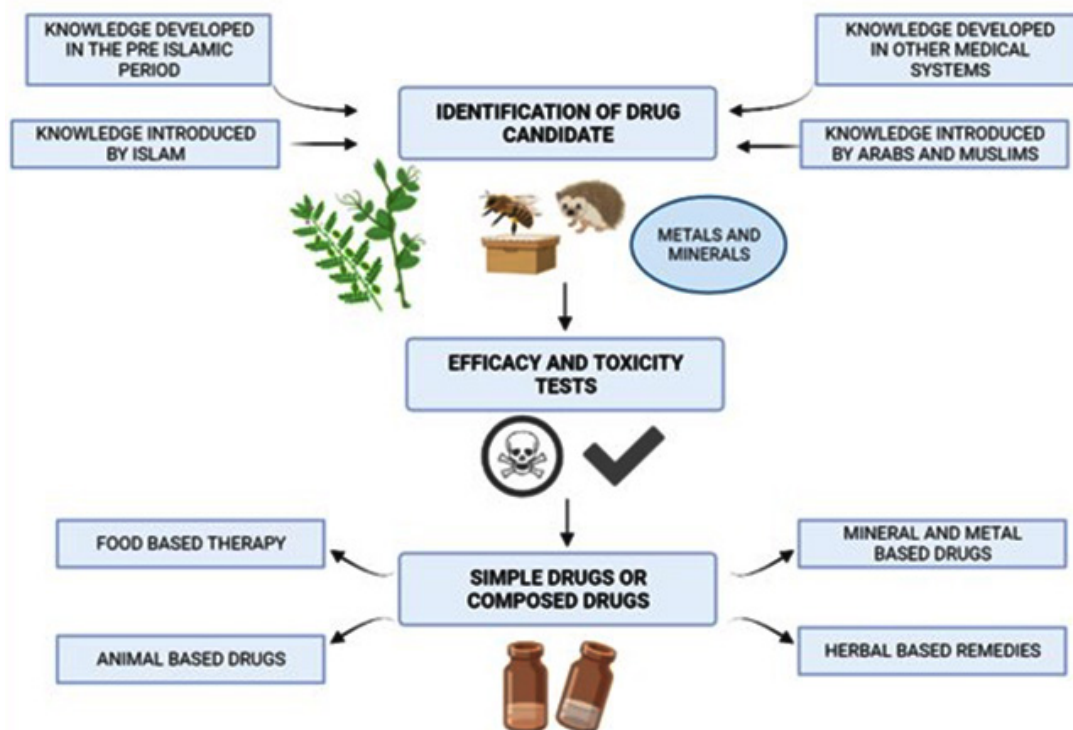 KNOWLEDGE DEVELOPED
IN THE PRE ISLAMIC
PERIOD
KNOWLEDGE DEVELOPED
IN OTHER MEDICAL
SYSTEMS
IDENTIFICATION OF DRUG
CANDIDATE
KNOWLEDGE INTRODUCED
BY ISLAM
KNOWLEDGE INTRODUCED
BY ARABS AND MUSLIMS
METALS AND
MINERALS
EFFICACY AND TOXICITY
TESTS
FOOD BASED THERAPY
MINERAL AND METAL
BASED DRUGS
SIMPLE DRUGS OR
COMPOSED DRUGS
ANIMAL BASED DRUGS
HERBAL BASED REMEDIES